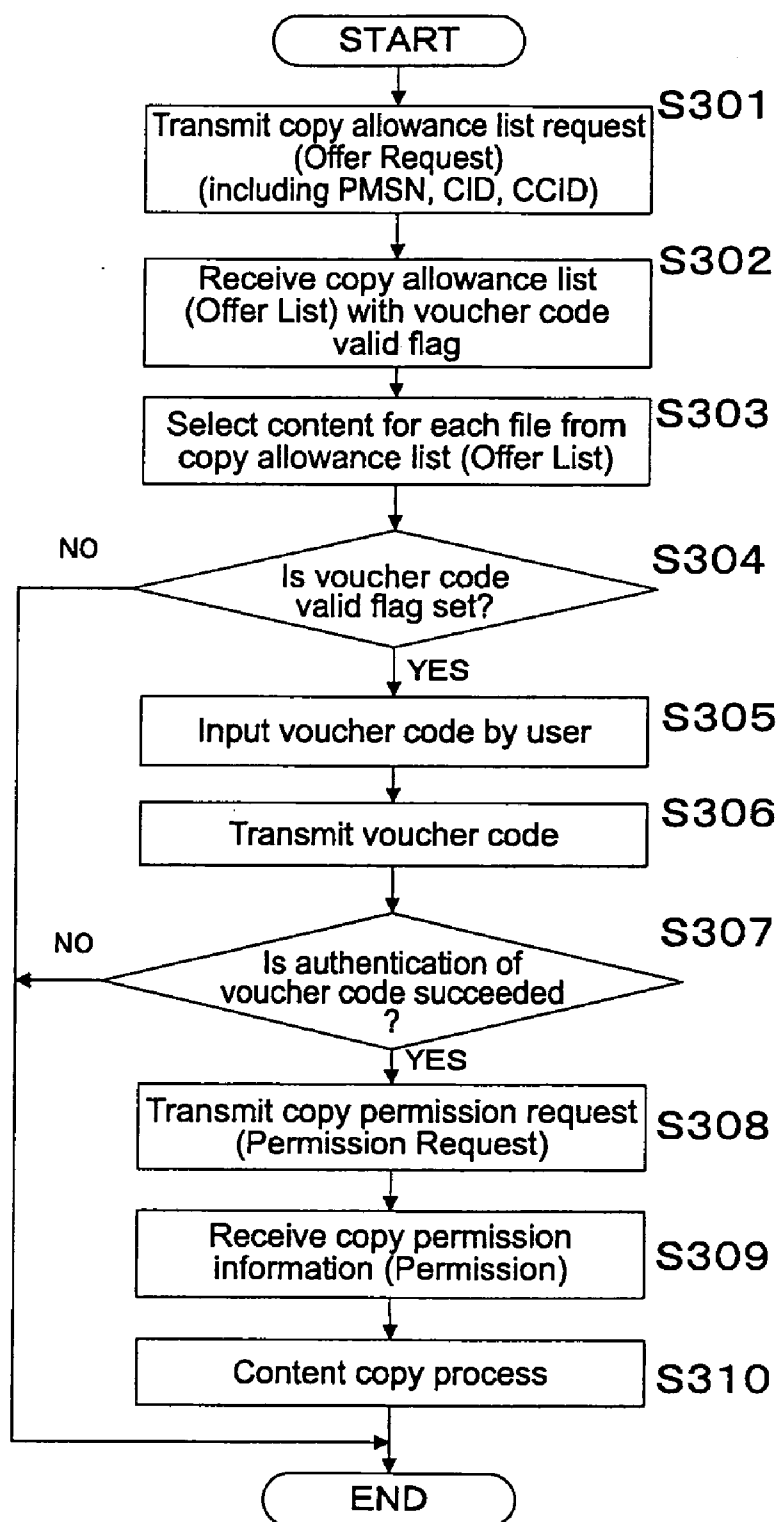 START
S301
Transmit copy allowance list request
(Offer Request)
(including PMSN, CID, CCID)
S302
Receive copy allowance list
(Offer List) with voucher code
valid flag
S303
Select content for each file from
copy allowance list (Offer List)
NO
S304
Is voucher code
valid flag set?
YES
S305
Input voucher code by user
S306
Transmit voucher code
S307
NO
Is authentication of
voucher code succeeded
?
YES
Transmit copy permission request
(Permission Request)
S308
Receive copy permission
information (Permission)
S309
Content copy process
S310
END